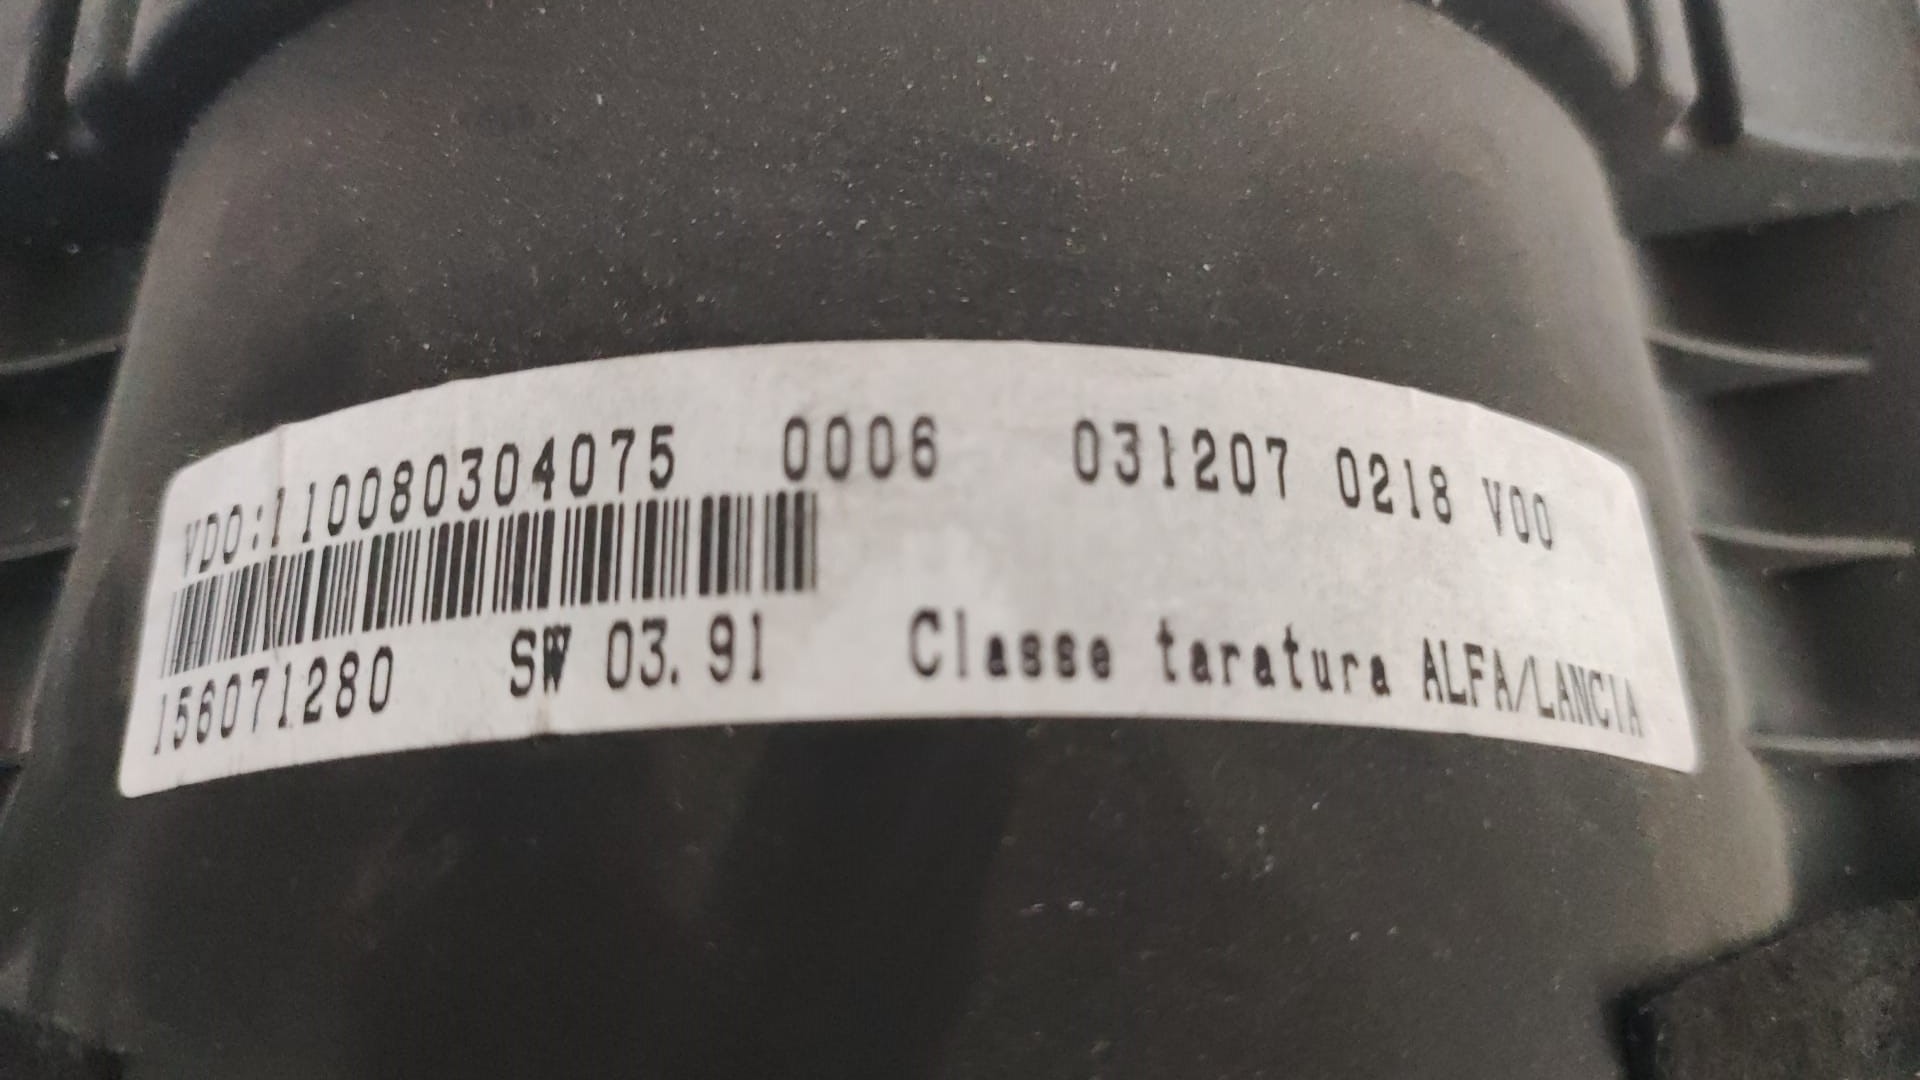 VDO:110080304075 0006 031207 0218 V00
156071280 SW 03.91 Classe taratura ALFA/LANCIA